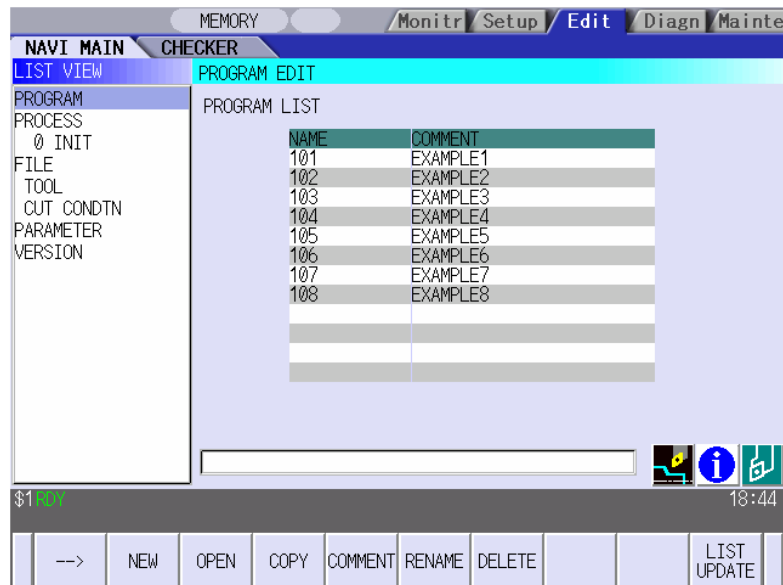 MEMORY Monitr Setup Edit Diagn Mainte
NAVI MAIN CHECKER
LIST VIEW PROGRAM EDIT
PROGRAM
PROCESS
0 INIT
FILE
TOOL
CUT CONDTN
PARAMETER
VERSION
PROGRAM LIST
NAME COMMENT
101 EXAMPLE1
102 EXAMPLE2
103 EXAMPLE3
104 EXAMPLE4
105 EXAMPLE5
106 EXAMPLE6
107 EXAMPLE7
108 EXAMPLE8
i
$1 RDY 18:44
--> NEW OPEN COPY COMMENT RENAME DELETE LIST
UPDATE